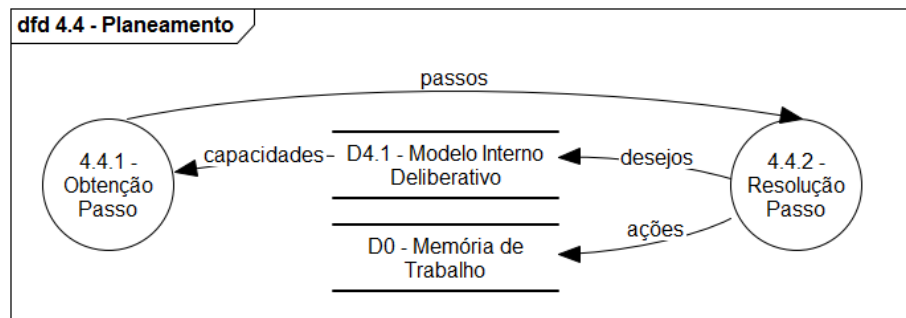 dfd 4.4 - Planeamento
passos
4.4.1 -
Obtenção
Passo
capacidades
D4.1 - Modelo Interno
Deliberativo
desejos
4.4.2 -
Resolução
Passo
ações
D0 - Memória de
Trabalho